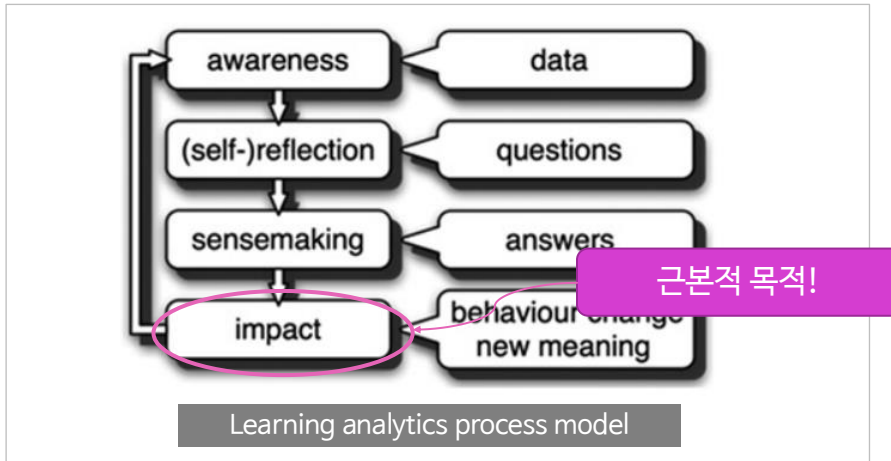 awareness
data
(self-)reflection
questions
sensemaking
answers
근본적 목적!
impact
behaviour change
new meaning
Learning analytics process model